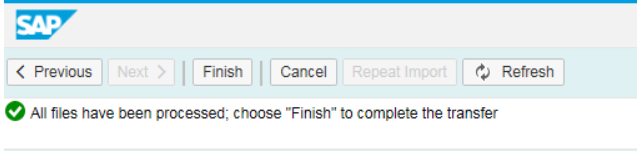 SAP
< Previous Next > Finish Cancel Repeat Import Refresh
All files have been processed; choose "Finish" to complete the transfer